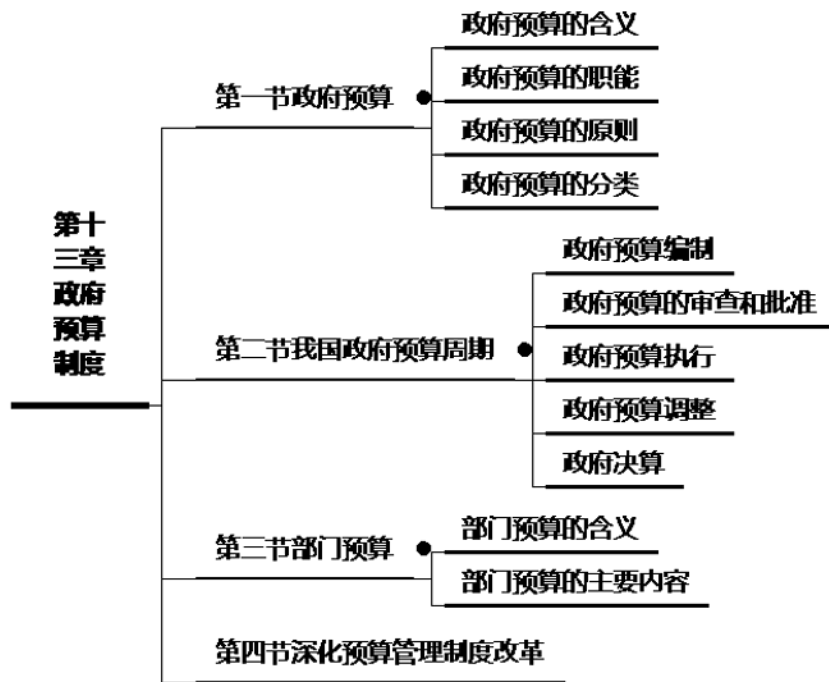 第十
三章
政府
预算
制度
第一节政府预算
政府预算的含义
政府预算的职能
政府预算的原则
政府预算的分类
第二节我国政府预算周期
政府预算编制
政府预算的审查和批准
政府预算执行
政府预算调整
政府决算
第三节部门预算
部门预算的含义
部门预算的主要内容
第四节深化预算管理制度改革